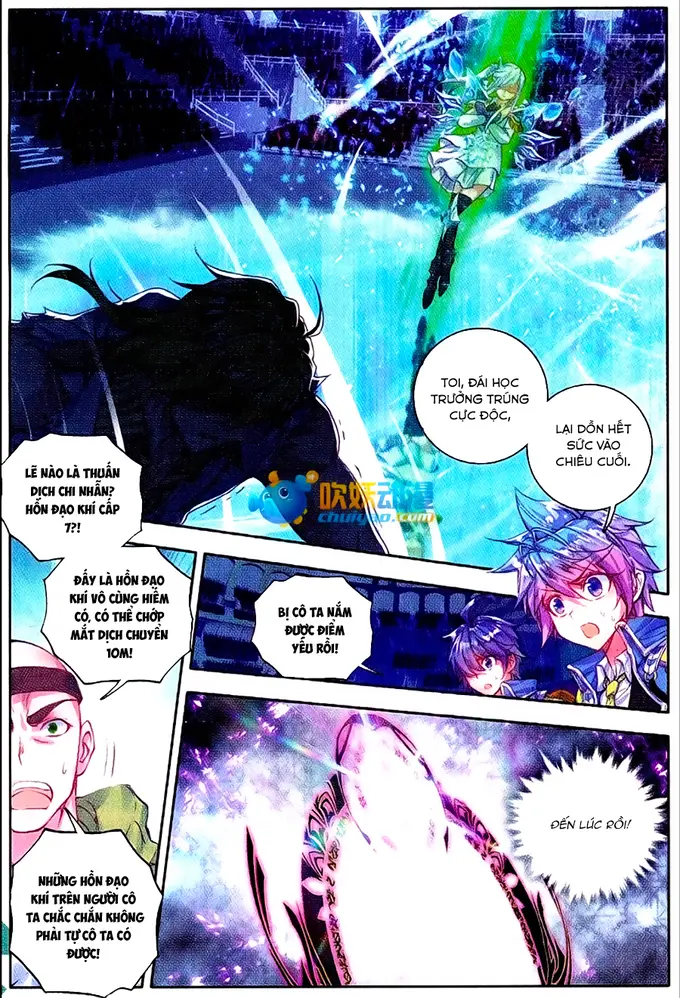 TOI, ĐÁI HỌC
TRƯỞNG TRÚNG
CỰC ĐỘC,
LẠI DỒN HẾT
SỨC VÀO
CHIÊU CUỐI.
LẼ NÀO LÀ THUẤN
DỊCH CHI NHẪN?
HỒN ĐẠO KHÍ CẤP
7?!
吹妖动漫
chuiyao.com
ĐẤY LÀ HỒN ĐẠO
KHÍ VÔ CÙNG HIẾM
CÓ, CÓ THỂ CHỚP
MẮT DỊCH CHUYỂN
10M!
BỊ CÔ TA NẮM
ĐƯỢC ĐIỂM
YẾU RỒI!
ĐẾN LÚC RỒI!
NHỮNG HỒN ĐẠO
KHÍ TRÊN NGƯỜI CÔ
TA CHẮC CHẮN KHÔNG
PHẢI TỰ CÔ TA CÓ
ĐƯỢC!